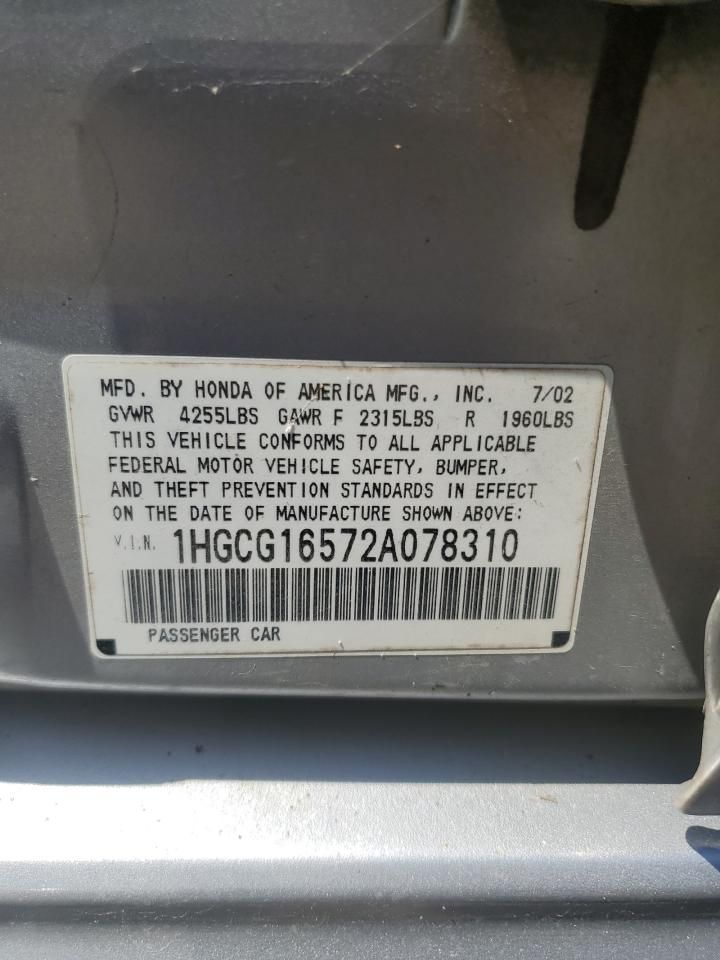 MFD. BY HONDA OF AMERICA MFG., INC. 7/02
GVWR 4255LBS GAWR F 2315LBS R 1960LBS
THIS VEHICLE CONFORMS TO ALL APPLICABLE
FEDERAL MOTOR VEHICLE SAFETY, BUMPER,
AND THEFT PREVENTION STANDARDS IN EFFECT
ON THE DATE OF MANUFACTURE SHOWN ABOVE:
V.I.N. 1HGCG16572A078310
PASSENGER CAR